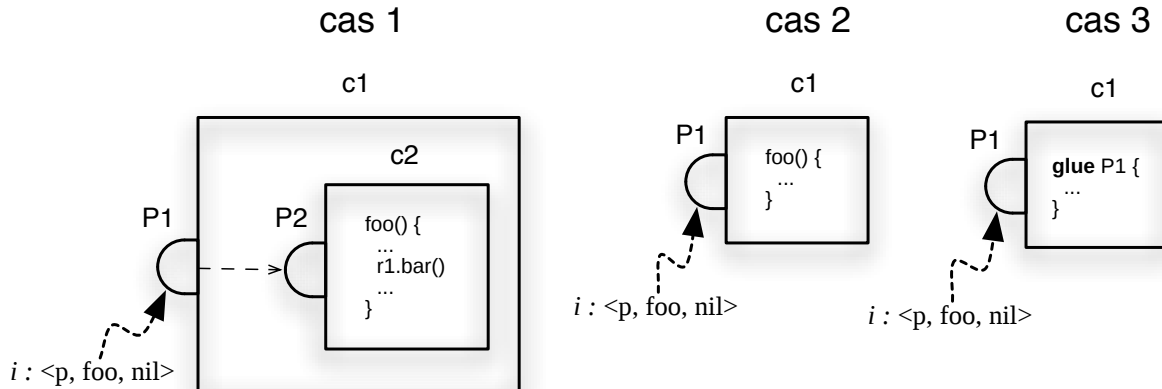 cas 1
c1
c2
P1
P2
foo() {
...
r1.bar()
...
}
i : <p, foo, nil>
cas 2
c1
P1
foo() {
...
}
i : <p, foo, nil>
cas 3
c1
P1
glue P1 {
...
}
i : <p, foo, nil>